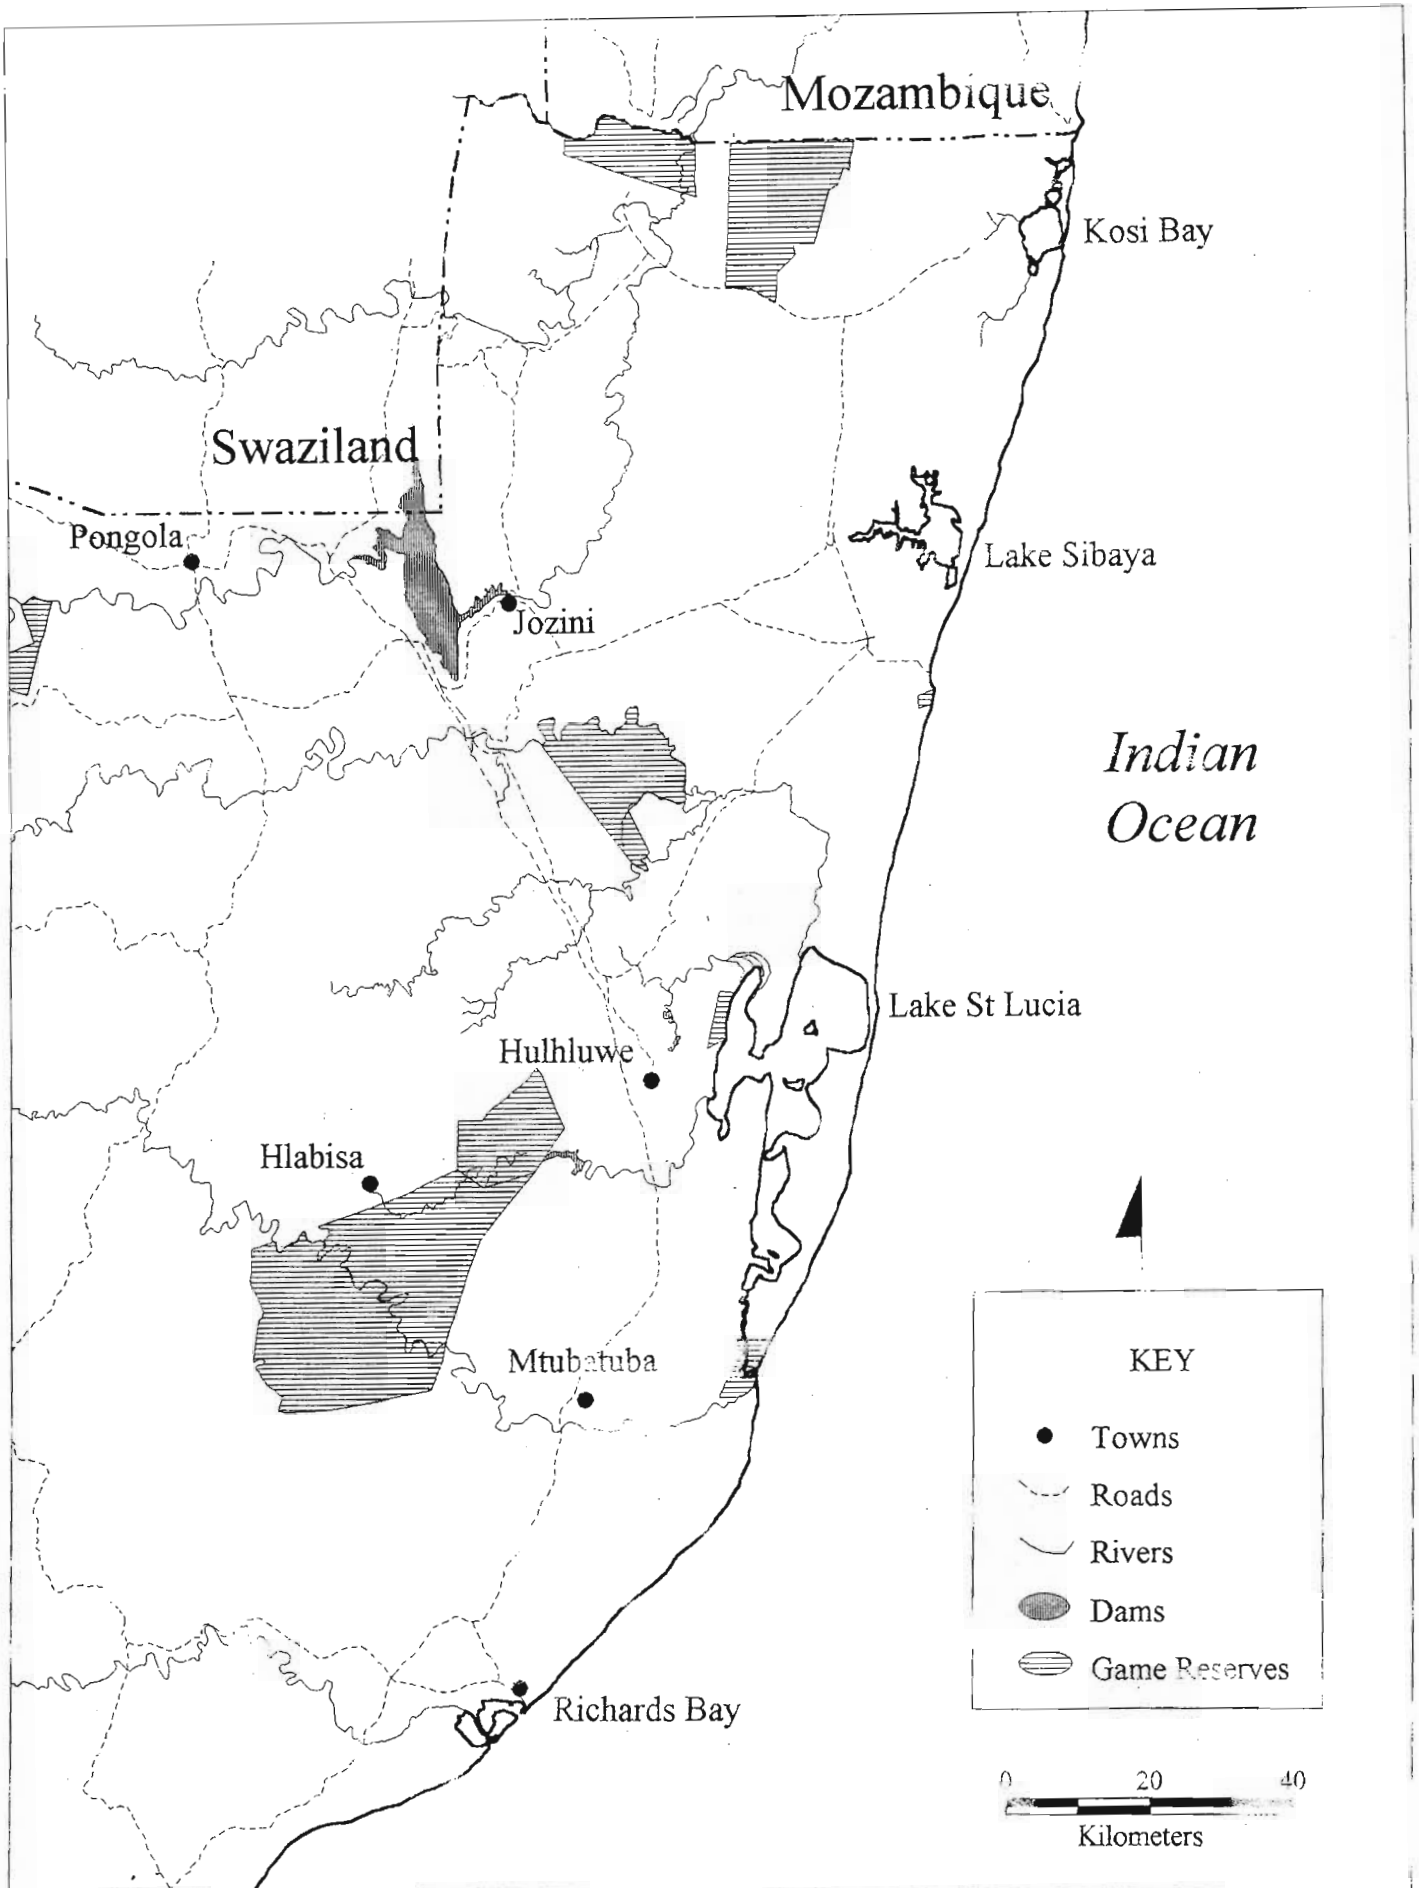 Mozambique
Kosi Bay
Swaziland
Pongola
Lake Sibaya
Jozini
Indian
Ocean
Lake St Lucia
Hulhluwe
Hlabisa
Mtubatuba
KEY
Towns
Roads
Rivers
Dams
Game Reserves
Richards Bay
0 20 40
Kilometers